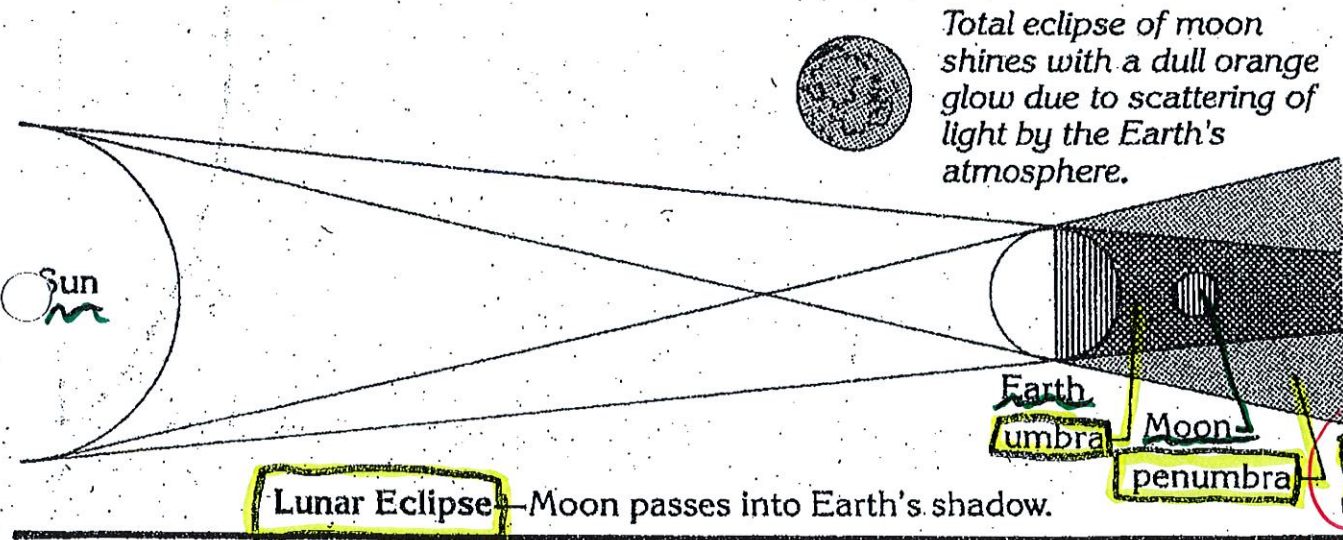 Total eclipse of moon
shines with a dull orange
glow due to scattering of
light by the Earth's
atmosphere.
Sun
Earth
umbra
Moon
penumbra
Lunar Eclipse—Moon passes into Earth's shadow.